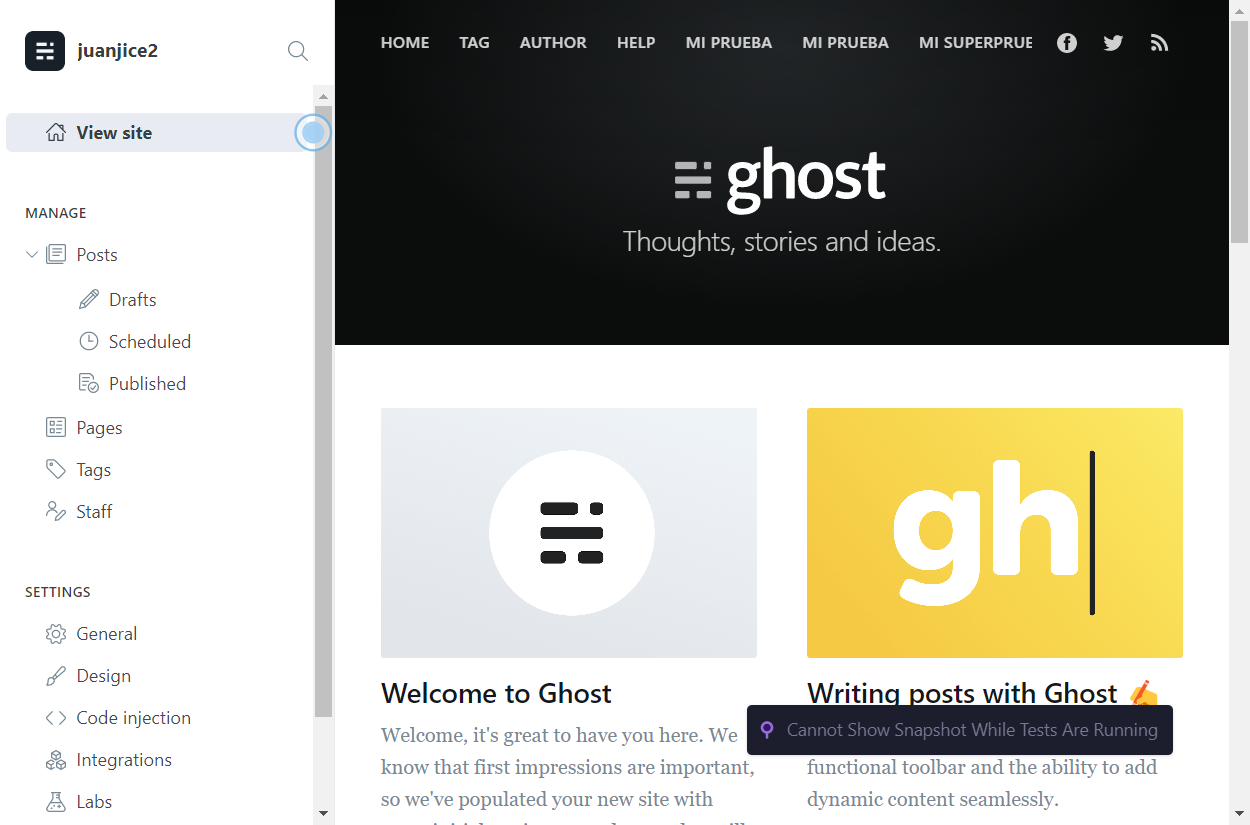 juanjice2
View site
MANAGE
Posts
Drafts
Scheduled
Published
Pages
Tags
Staff
SETTINGS
General
Design
Code injection
Integrations
Labs
HOME TAG AUTHOR HELP MI PRUEBA MI PRUEBA MI SUPERPRUE
ghost
Thoughts, stories and ideas.
gh
Welcome to Ghost
Welcome, it's great to have you here. We
know that first impressions are important,
so we've populated your new site with
Writing posts with Ghost ✍️
Cannot Show Snapshot While Tests Are Running
functional toolbar and the ability to add
dynamic content seamlessly.